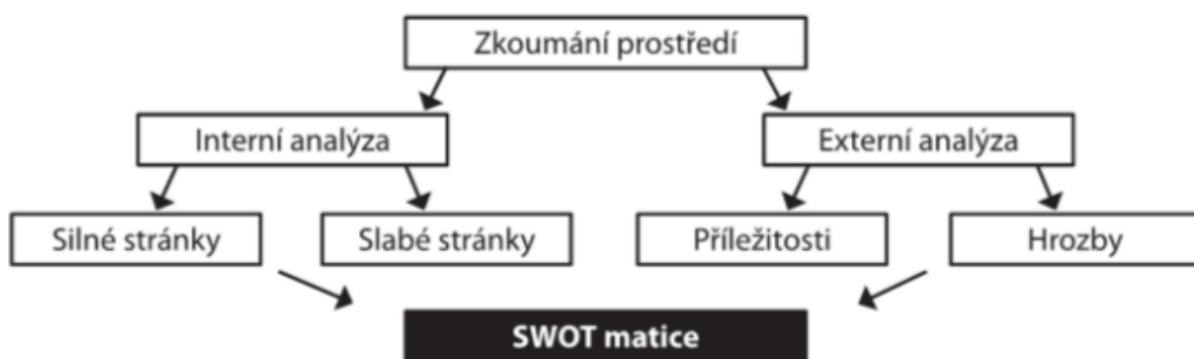 Zkoumání prostředí
Interní analýza
Externí analýza
Silné stránky
Slabé stránky
Příležitosti
Hrozby
SWOT matice